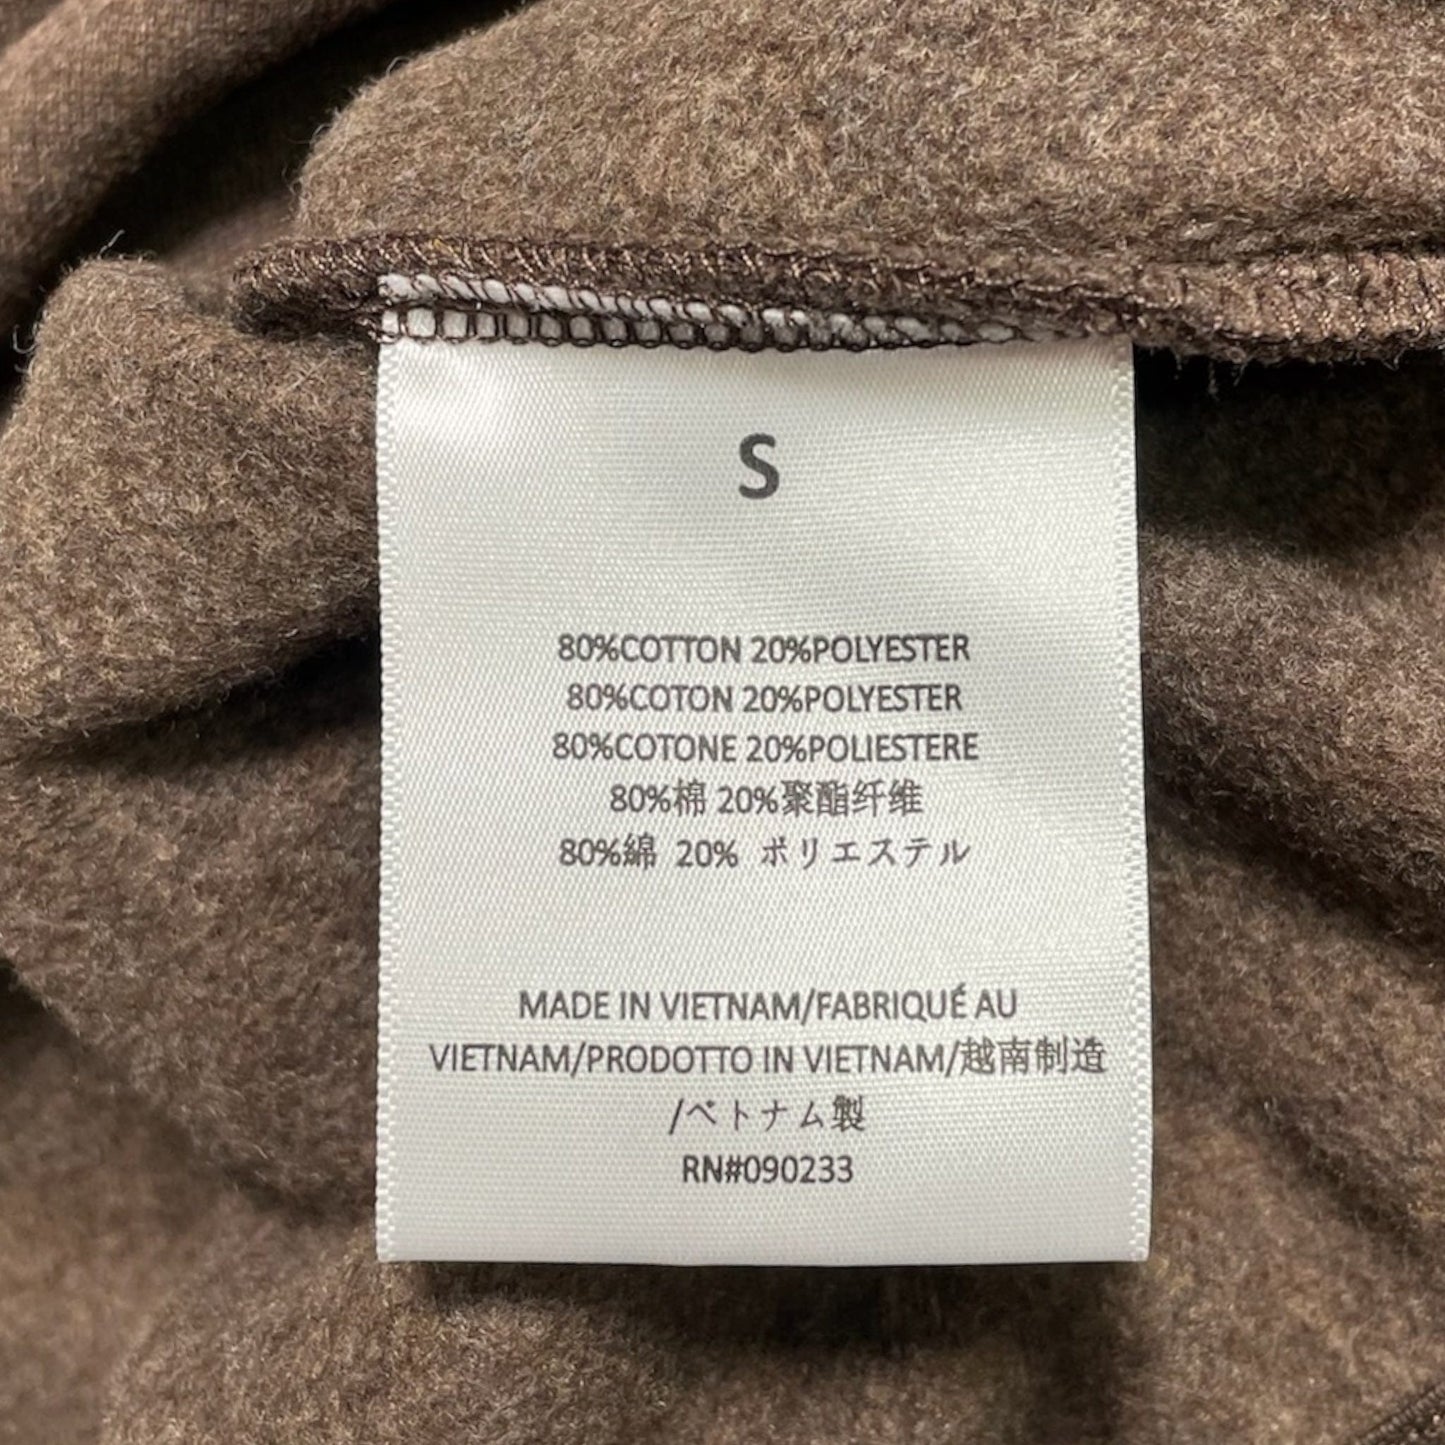 S
80%COTTON 20%POLYESTER
80%COTON 20%POLYESTER
80%COTONE 20%POLIESTERE
80%棉 20%聚酯纤维
80%綿 20% ポリエステル
MADE IN VIETNAM/FABRIQUÉ AU
VIETNAM/PRODOTTO IN VIETNAM/越南制造
/ベトナム製
RN#090233